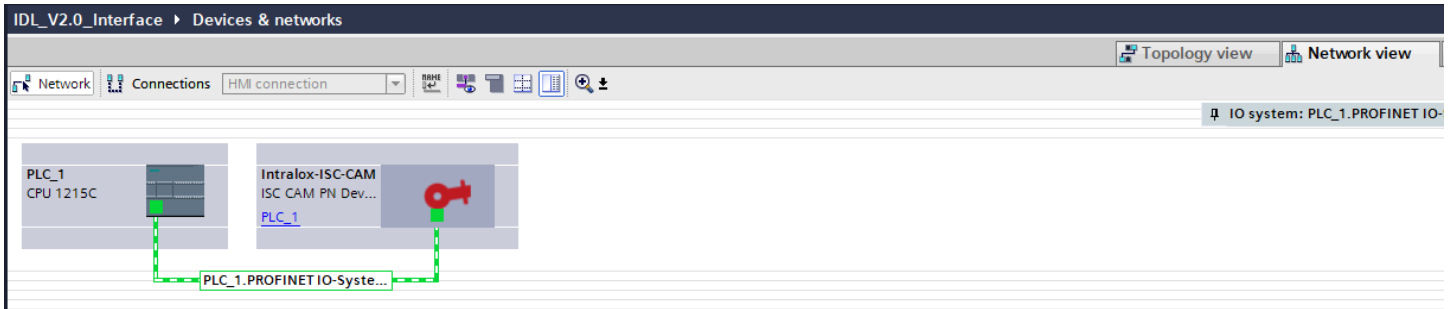 IDL_V2.0_Interface ▸ Devices & networks
Topology view Network view
Network Connections HMI connection NAME
IO system: PLC_1.PROFINET IO-
PLC_1
CPU 1215C
Intralox-ISC-CAM
ISC CAM PN Dev...
PLC_1
PLC_1.PROFINET IO-Syste...